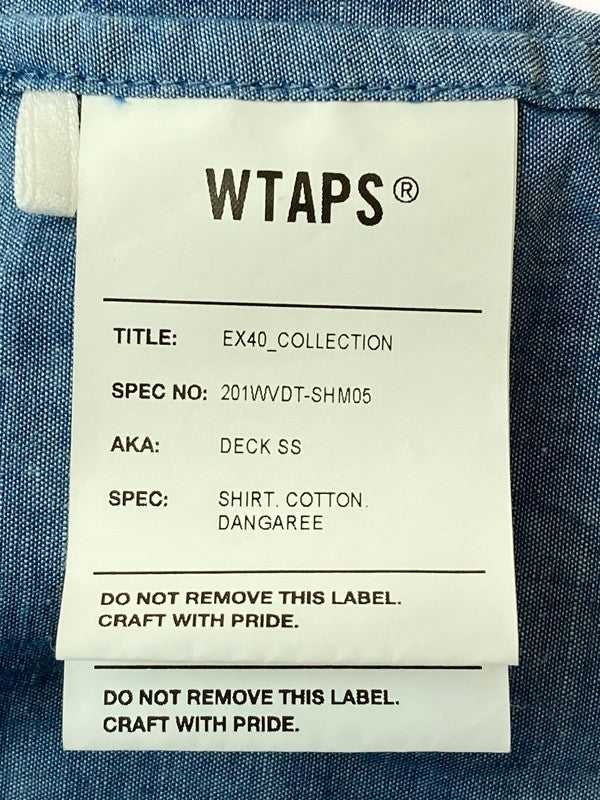 WTAPS®
TITLE: EX40_COLLECTION
SPEC NO: 201WVDT-SHM05
AKA: DECK SS
SPEC: SHIRT. COTTON.
DANGAREE
DO NOT REMOVE THIS LABEL.
CRAFT WITH PRIDE.
DO NOT REMOVE THIS LABEL.
CRAFT WITH PRIDE.